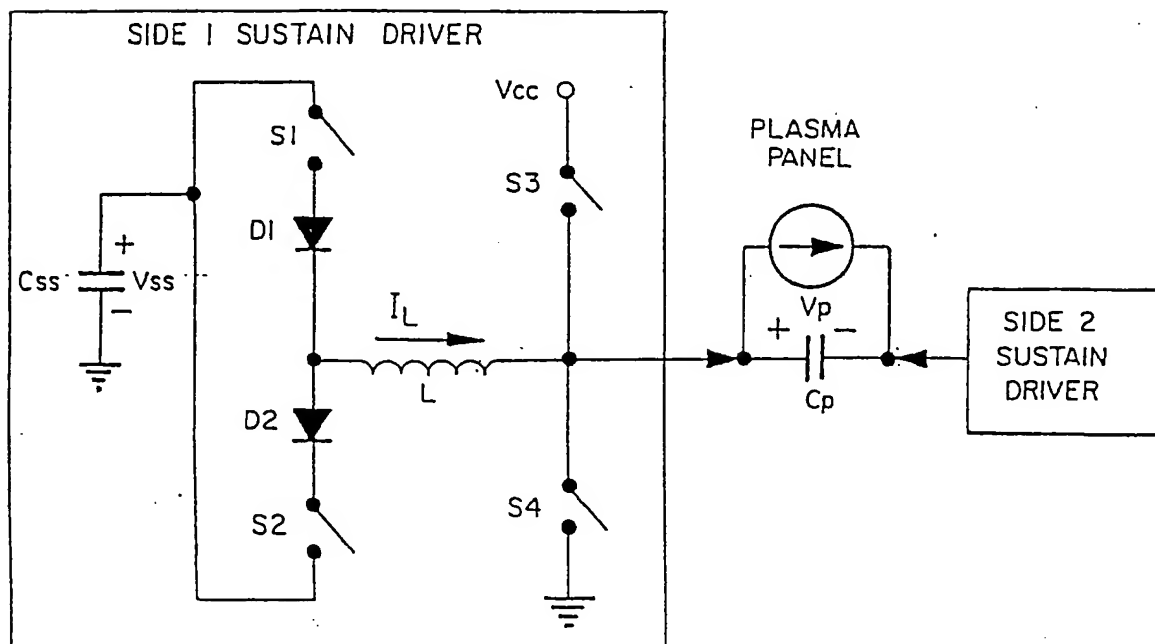 SIDE 1 SUSTAIN DRIVER
Vcc
S1
S3
PLASMA
PANEL
D1
+
Css
Vss
-
IL
L
Vp
+
-
Cp
SIDE 2
SUSTAIN
DRIVER
D2
S2
S4